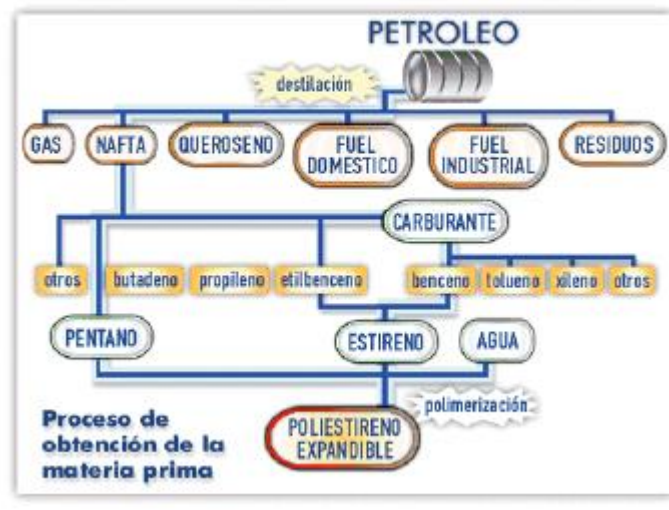 PETROLEO
destilación
GAS
NAFTA
QUEROSENO
FUEL
DOMESTICO
FUEL
INDUSTRIAL
RESIDUOS
CARBURANTE
otros
butadeno
propileno
etilbenceno
benceno
tolueno
xileno
otros
PENTANO
ESTIRENO
AGUA
polimerización
Proceso de
obtención de la
materia prima
POLIESTIRENO
EXPANDIBLE